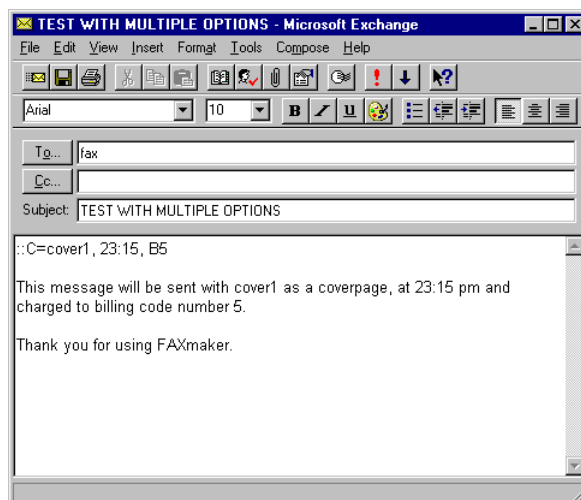 TEST WITH MULTIPLE OPTIONS - Microsoft Exchange
File Edit View Insert Format Tools Compose Help
Arial 10 B I U
To... fax
Cc...
Subject: TEST WITH MULTIPLE OPTIONS
::C=cover1, 23:15, B5
This message will be sent with cover1 as a coverpage, at 23:15 pm and
charged to billing code number 5.
Thank you for using FAXmaker.